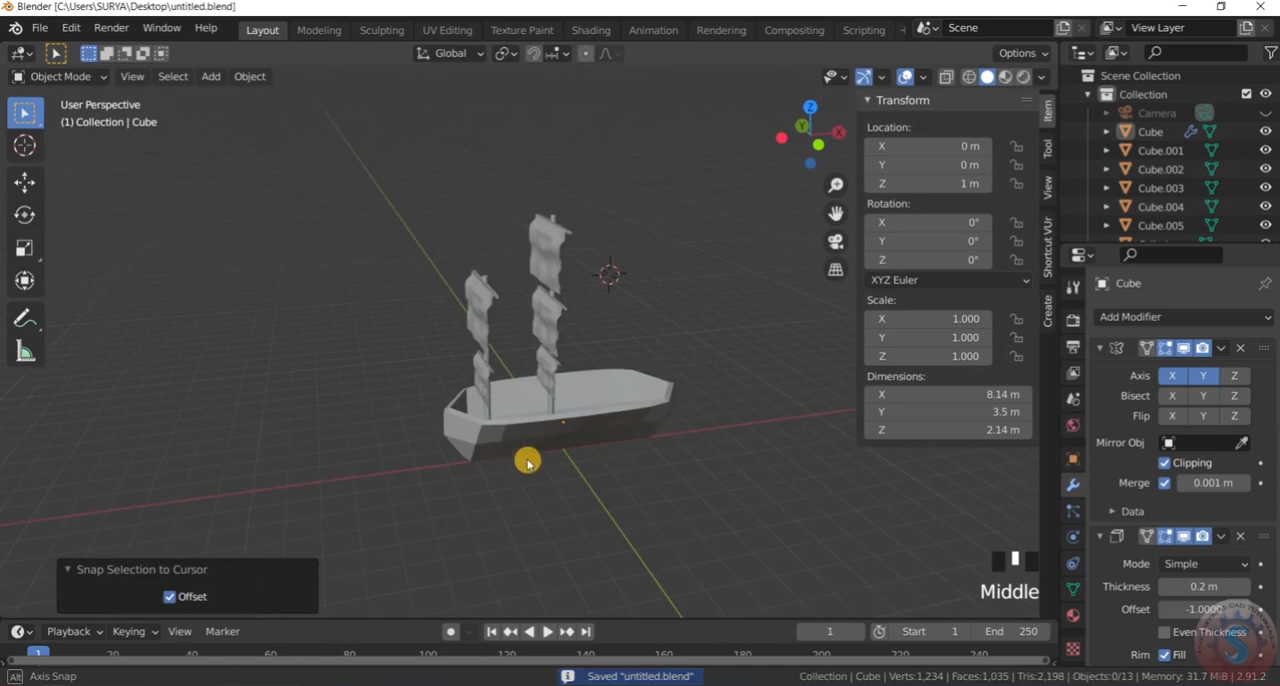 Blender [C:\Users\SURYA\Desktop\untitled.blend]
File Edit Render Window Help Layout Modeling Sculpting UV Editing Texture Paint Shading Animation Rendering Compositing Scripting Scene View Layer
Global Options
Object Mode View Select Add Object
User Perspective
(1) Collection | Cube
Z
Y
X
Transform
Location:
X 0 m
Y 0 m
Z 1 m
Rotation:
X 0°
Y 0°
Z 0°
XYZ Euler
Scale:
X 1.000
Y 1.000
Z 1.000
Dimensions:
X 8.14 m
Y 3.5 m
Z 2.14 m
Item
Tool
View
Shortcut VUr
Create
Scene Collection
Collection
Camera
Cube
Cube.001
Cube.002
Cube.003
Cube.004
Cube.005
Cube
Add Modifier
Axis X Y Z
Bisect X Y Z
Flip X Y Z
Mirror Obj
Clipping
Merge 0.001 m
Data
Mode Simple
Thickness 0.2 m
Offset -1.0000
Even Thickness
Rim Fill
Snap Selection to Cursor
Offset
Middle
Playback Keying View Marker 1 Start 1 End 250
1 20 60 80 100 120 140 160 180 200 220 240
Alt Axis Snap Saved "untitled.blend" Collection | Cube | Verts:1,234 | Faces:1,035 | Tris:2,198 | Objects:0/13 | Memory: 31.7 MiB | 2.91.2